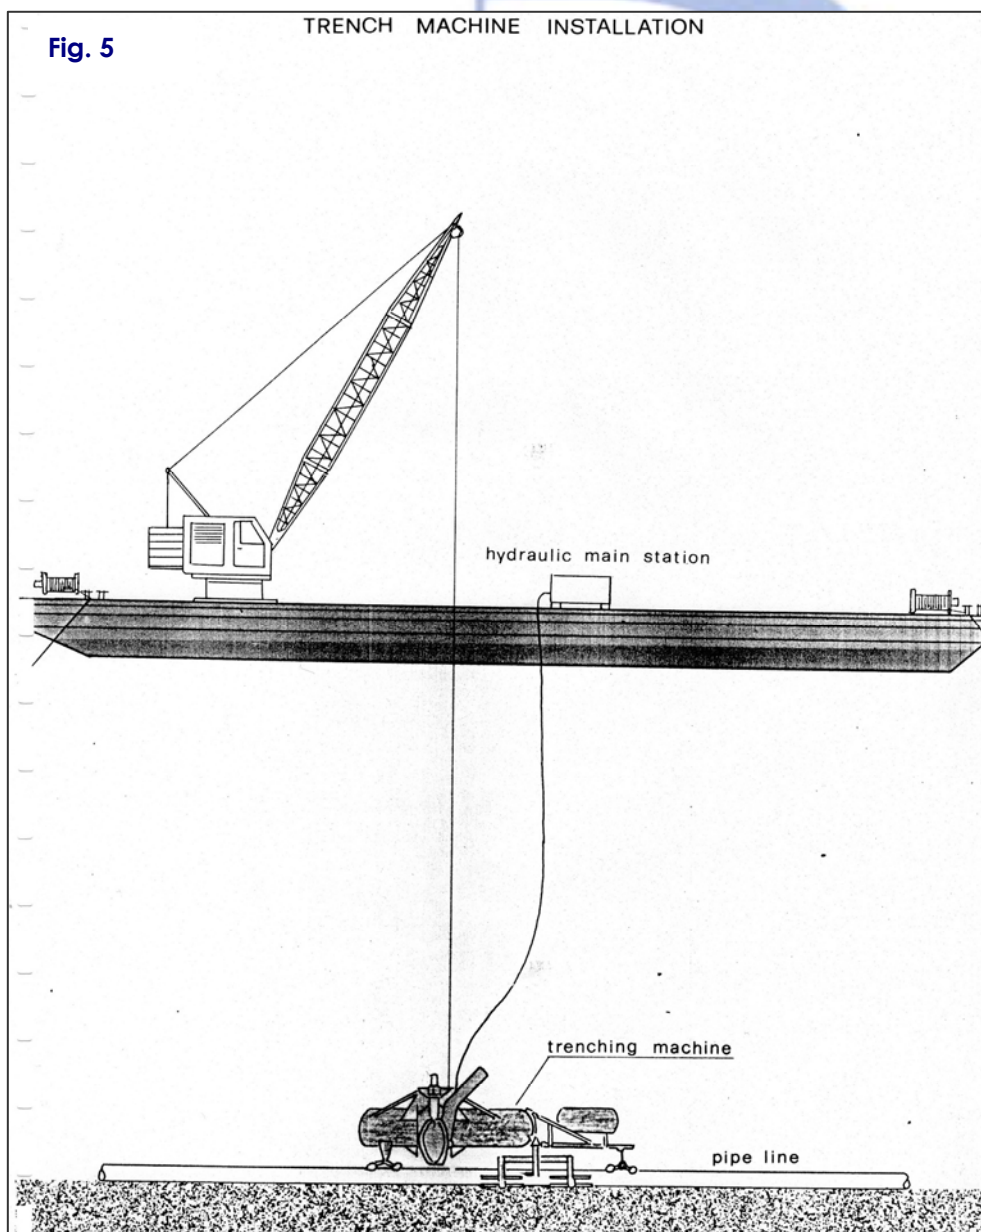 TRENCH MACHINE INSTALLATION
Fig. 5
hydraulic main station
trenching machine
pipe line